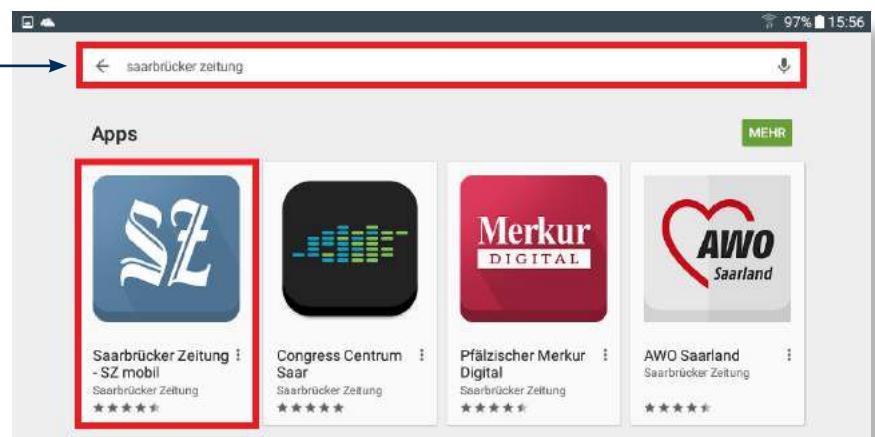 97% 15:56
saarbrücker zeitung
Apps
MEHR
SZ
Merkur
DIGITAL
AWO
Saarland
Saarbrücker Zeitung
- SZ mobil
Saarbrücker Zeitung
Congress Centrum
Saar
Saarbrücker Zeitung
Pfälzischer Merkur
Digital
Saarbrücker Zeitung
AWO Saarland
Saarbrücker Zeitung